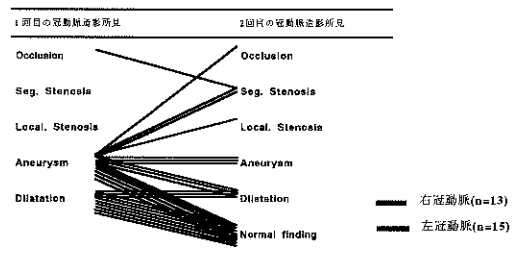 1回目の冠動脈造影所見 2回目の冠動脈造影所見
Occlusion Occlusion
Seg. Stenosis Seg. Stenosis
Local. Stenosis Local. Stenosis
Aneurysm Aneurysm
Dilatation Dilatation
右冠動脈(n=13)
左冠動脈(n=15)
Normal finding